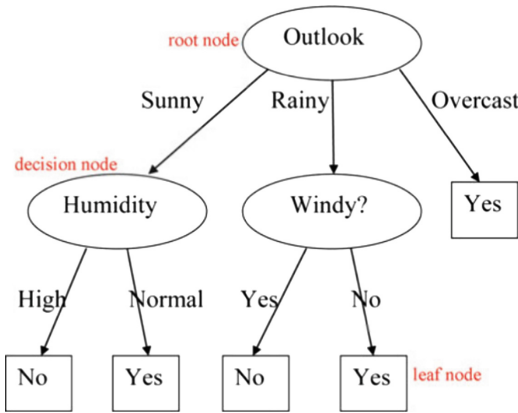 root node
Outlook
Sunny
Rainy
Overcast
decision node
Humidity
Windy?
Yes
High
Normal
Yes
No
No
Yes
No
Yes
leaf node